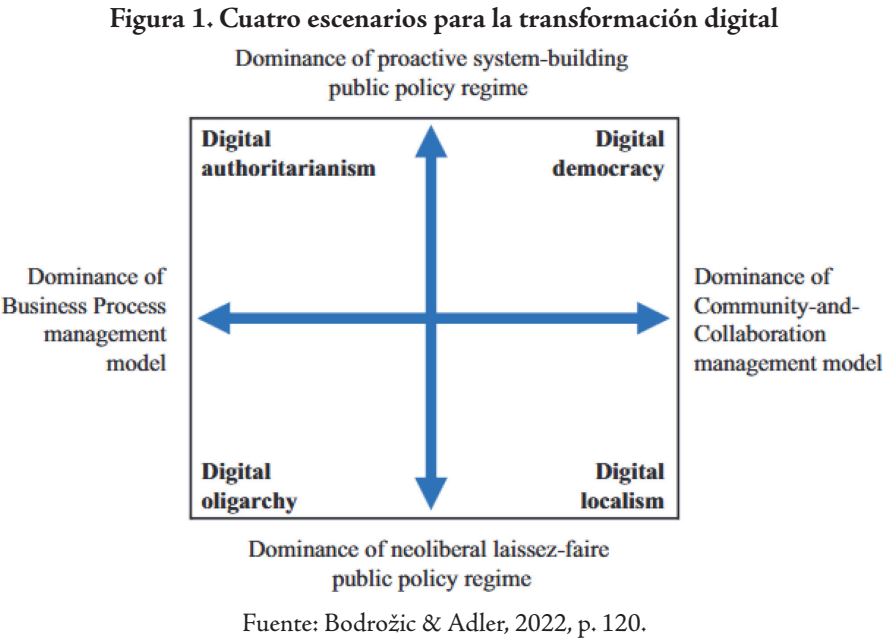 Figura 1. Cuatro escenarios para la transformación digital
Dominance of proactive system-building
public policy regime
Digital
authoritarianism
Digital
democracy
Dominance of
Business Process
management
model
Dominance of
Community-and-
Collaboration
management model
Digital
oligarchy
Digital
localism
Dominance of neoliberal laissez-faire
public policy regime
Fuente: Bodrožic & Adler, 2022, p. 120.